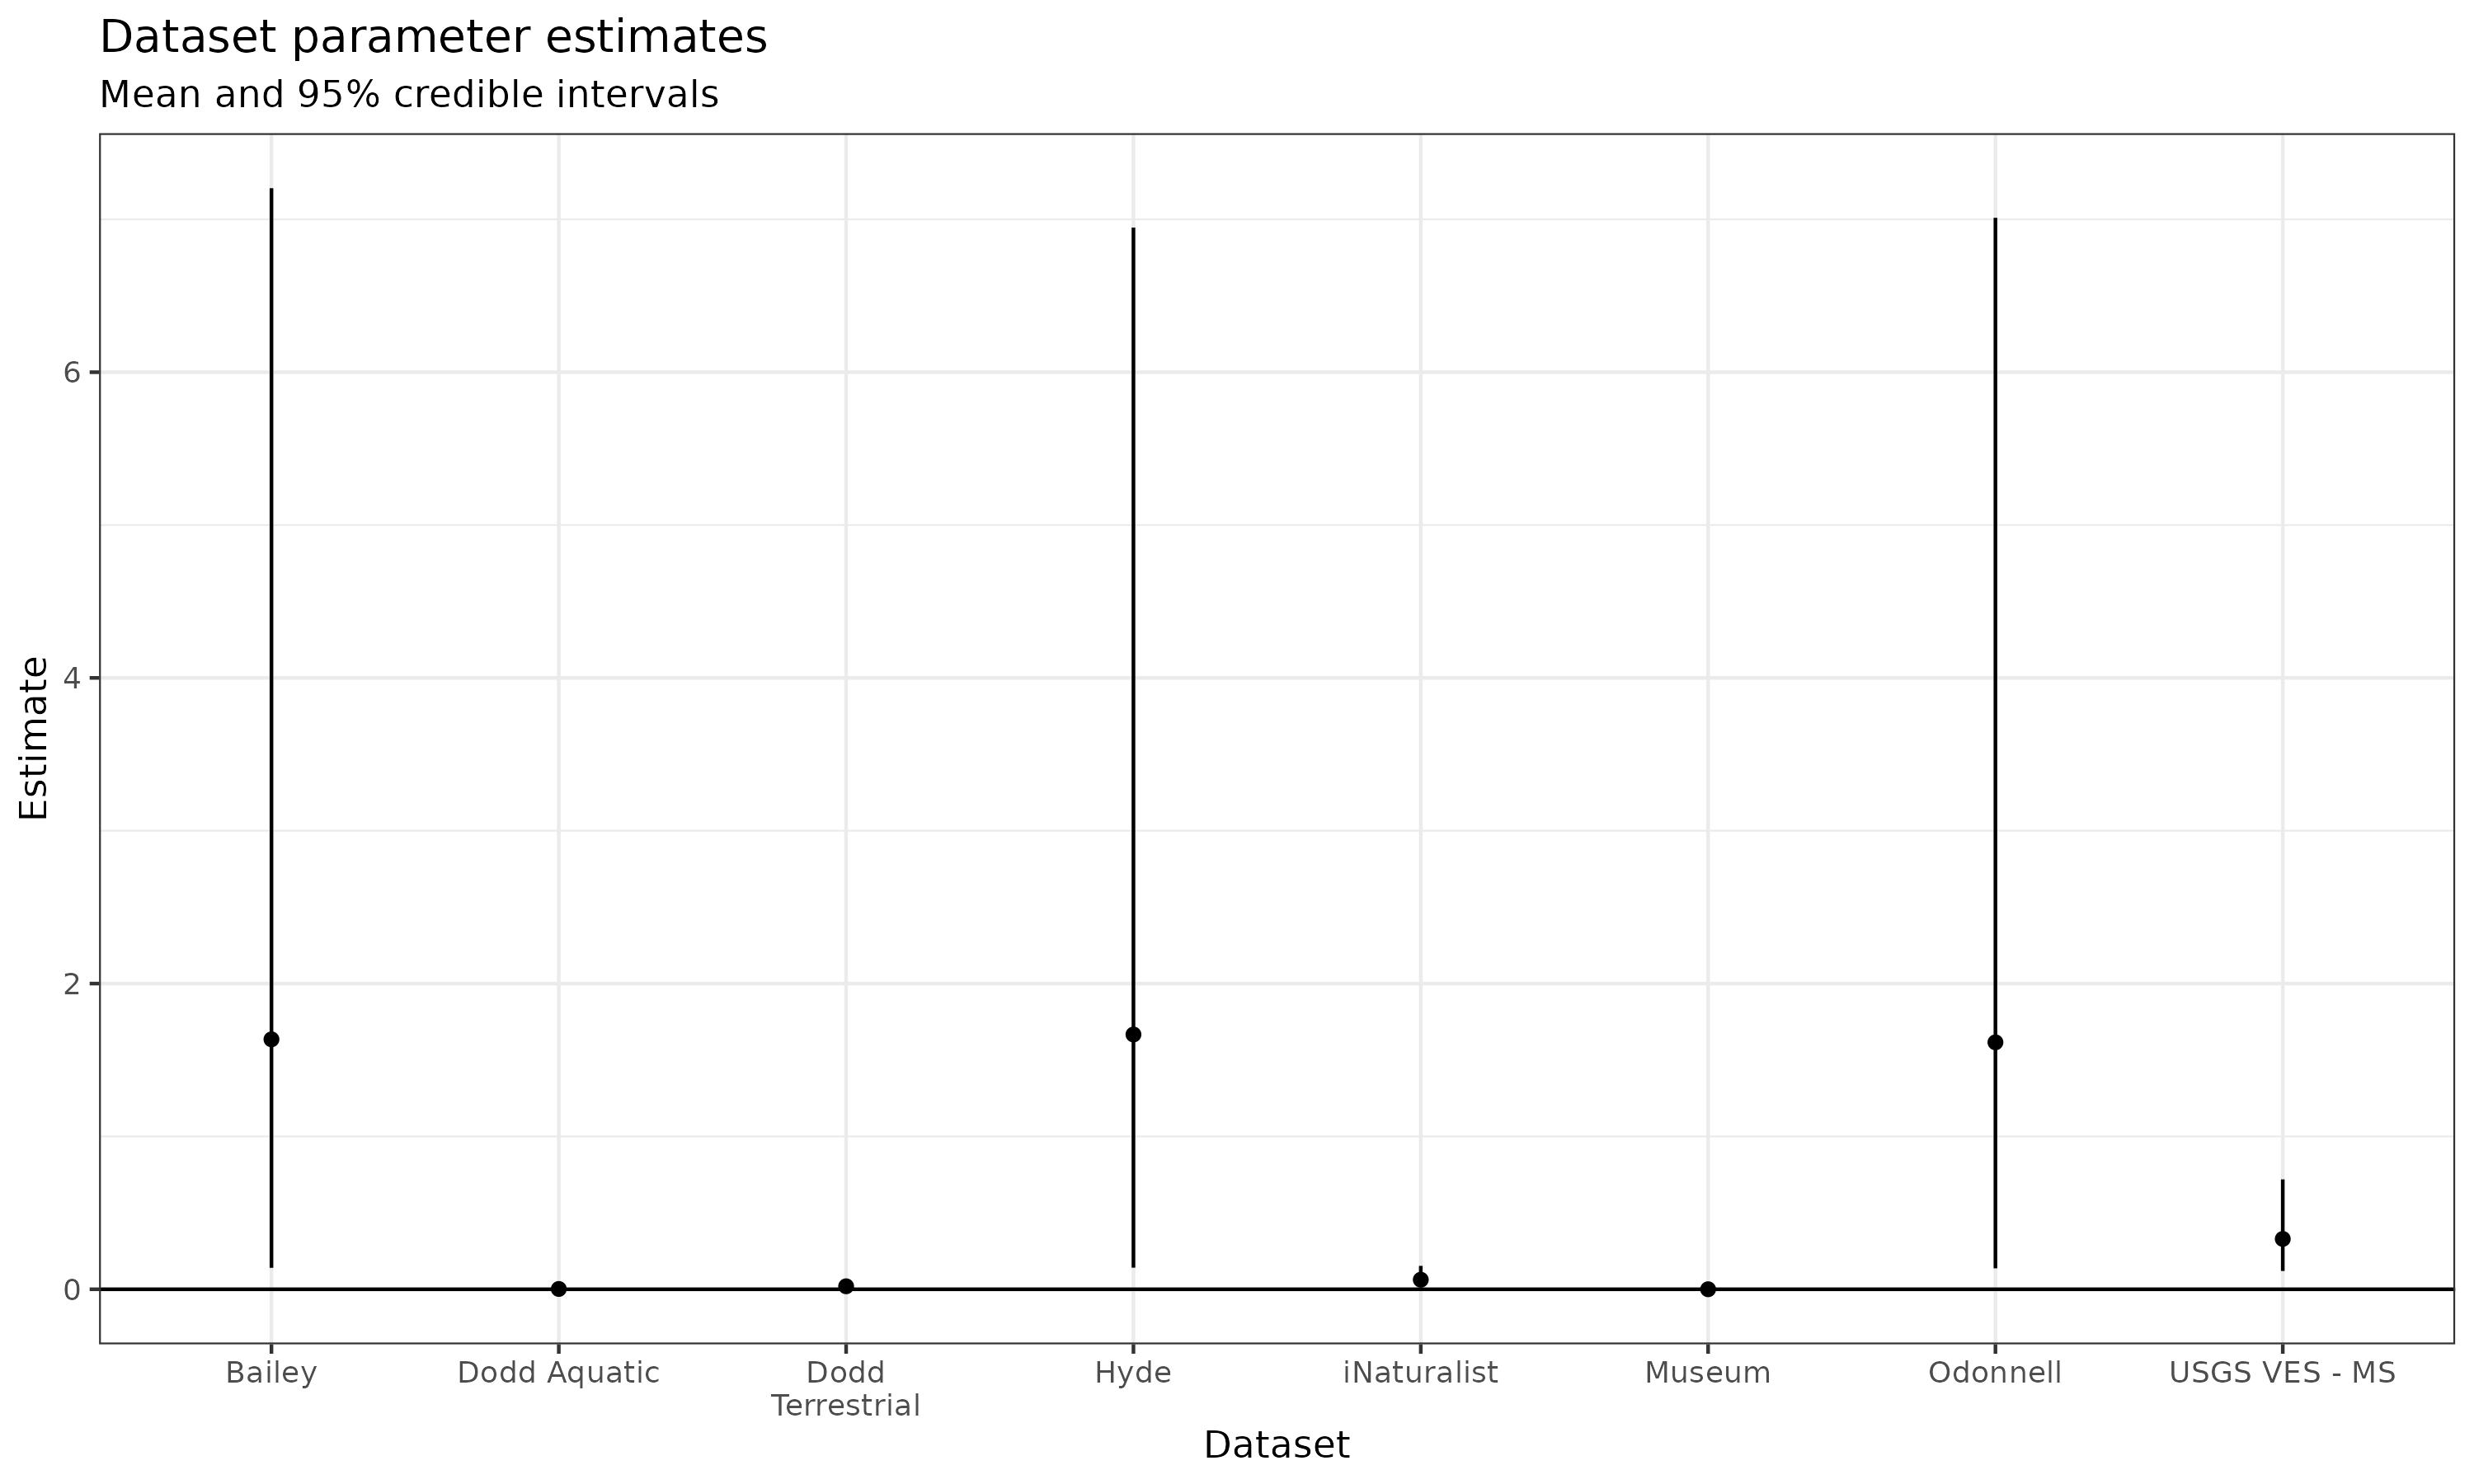 Dataset parameter estimates
Mean and 95% credible intervals
Estimate
6
4
2
0
Bailey
Dodd Aquatic
Dodd
Terrestrial
Hyde
iNaturalist
Museum
Odonnell
USGS VES - MS
Dataset